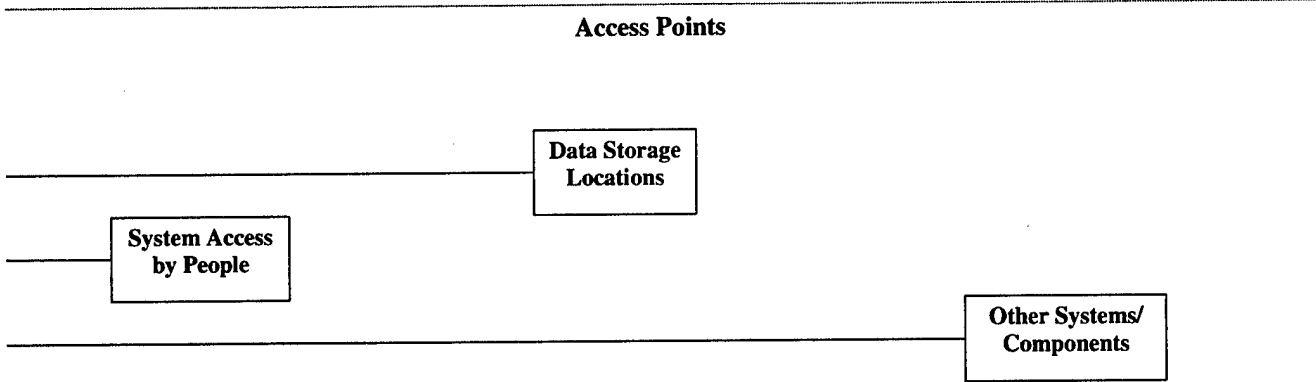 Access Points
Data Storage
Locations
System Access
by People
Other Systems/
Components